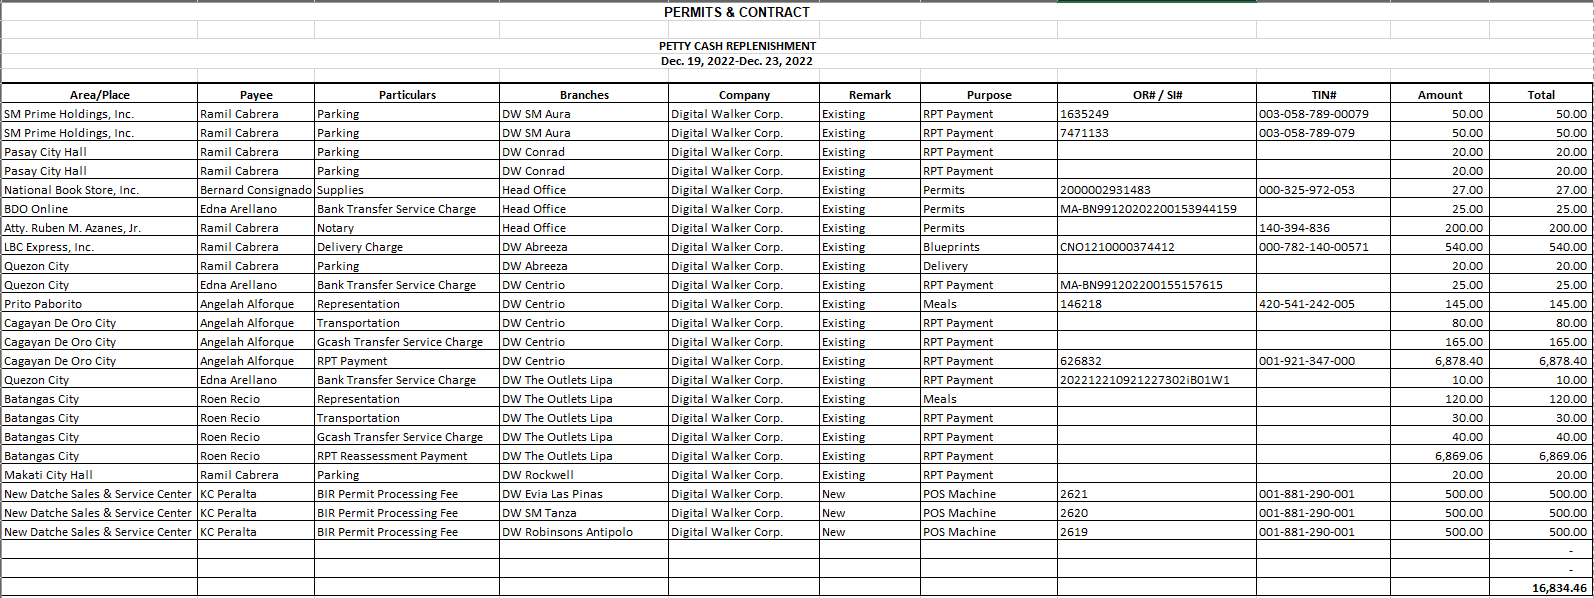 PERMITS & CONTRACT
PETTY CASH REPLENISHMENT
Dec. 19, 2022-Dec. 23, 2022
Area/Place Payee Particulars Branches Company Remark Purpose OR# / SI# TIN# Amount Total
SM Prime Holdings, Inc. Ramil Cabrera Parking DW SM Aura Digital Walker Corp. Existing RPT Payment 1635249 003-058-789-00079 50.00 50.00
SM Prime Holdings, Inc. Ramil Cabrera Parking DW SM Aura Digital Walker Corp. Existing RPT Payment 7471133 003-058-789-079 50.00 50.00
Pasay City Hall Ramil Cabrera Parking DW Conrad Digital Walker Corp. Existing RPT Payment 20.00 20.00
Pasay City Hall Ramil Cabrera Parking DW Conrad Digital Walker Corp. Existing RPT Payment 20.00 20.00
National Book Store, Inc. Bernard Consignado Supplies Head Office Digital Walker Corp. Existing Permits 2000002931483 000-325-972-053 27.00 27.00
BDO Online Edna Arellano Bank Transfer Service Charge Head Office Digital Walker Corp. Existing Permits MA-BN99120202200153944159 25.00 25.00
Atty. Ruben M. Azanes, Jr. Ramil Cabrera Notary Head Office Digital Walker Corp. Existing Permits 140-394-836 200.00 200.00
LBC Express, Inc. Ramil Cabrera Delivery Charge DW Abreeza Digital Walker Corp. Existing Blueprints CNO1210000374412 000-782-140-00571 540.00 540.00
Quezon City Ramil Cabrera Parking DW Abreeza Digital Walker Corp. Existing Delivery 20.00 20.00
Quezon City Edna Arellano Bank Transfer Service Charge DW Centrio Digital Walker Corp. Existing RPT Payment MA-BN991202200155157615 25.00 25.00
Prito Paborito Angelah Alforque Representation DW Centrio Digital Walker Corp. Existing Meals 146218 420-541-242-005 145.00 145.00
Cagayan De Oro City Angelah Alforque Transportation DW Centrio Digital Walker Corp. Existing RPT Payment 80.00 80.00
Cagayan De Oro City Angelah Alforque Gcash Transfer Service Charge DW Centrio Digital Walker Corp. Existing RPT Payment 165.00 165.00
Cagayan De Oro City Angelah Alforque RPT Payment DW Centrio Digital Walker Corp. Existing RPT Payment 626832 001-921-347-000 6,878.40 6,878.40
Quezon City Edna Arellano Bank Transfer Service Charge DW The Outlets Lipa Digital Walker Corp. Existing RPT Payment 202212210921227302iB01W1 10.00 10.00
Batangas City Roen Recio Representation DW The Outlets Lipa Digital Walker Corp. Existing Meals 120.00 120.00
Batangas City Roen Recio Transportation DW The Outlets Lipa Digital Walker Corp. Existing RPT Payment 30.00 30.00
Batangas City Roen Recio Gcash Transfer Service Charge DW The Outlets Lipa Digital Walker Corp. Existing RPT Payment 40.00 40.00
Batangas City Roen Recio RPT Reassessment Payment DW The Outlets Lipa Digital Walker Corp. Existing RPT Payment 6,869.06 6,869.06
Makati City Hall Ramil Cabrera Parking DW Rockwell Digital Walker Corp. Existing RPT Payment 20.00 20.00
New Datche Sales & Service Center KC Peralta BIR Permit Processing Fee DW Evia Las Pinas Digital Walker Corp. New POS Machine 2621 001-881-290-001 500.00 500.00
New Datche Sales & Service Center KC Peralta BIR Permit Processing Fee DW SM Tanza Digital Walker Corp. New POS Machine 2620 001-881-290-001 500.00 500.00
New Datche Sales & Service Center KC Peralta BIR Permit Processing Fee DW Robinsons Antipolo Digital Walker Corp. New POS Machine 2619 001-881-290-001 500.00 500.00
-
-
16,834.46